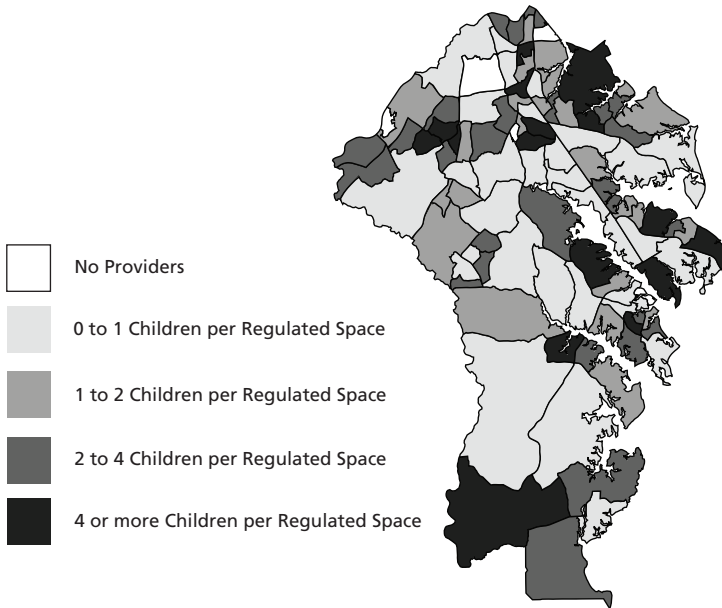 No Providers
0 to 1 Children per Regulated Space
1 to 2 Children per Regulated Space
2 to 4 Children per Regulated Space
4 or more Children per Regulated Space